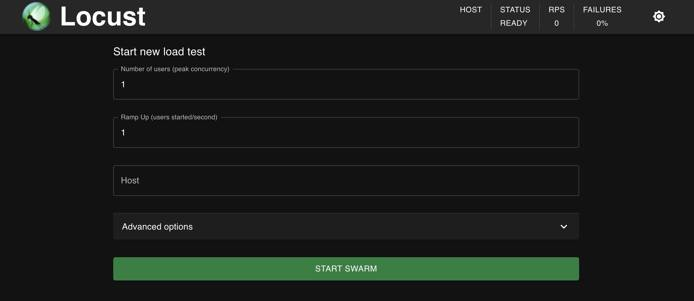 Locust
HOST STATUS RPS FAILURES
READY 0 0%
Start new load test
Number of users (peak concurrency)
1
Ramp Up (users started/second)
1
Host
Advanced options
START SWARM